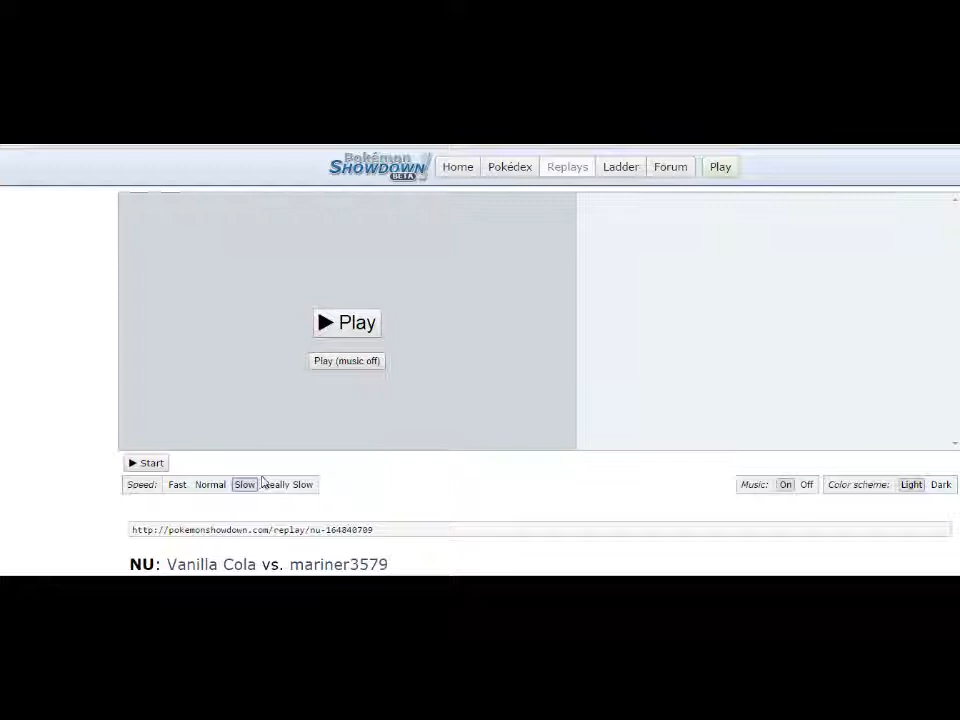 Pokémon
SHOWDOWN
BETA
Home Pokédex Replays Ladder Forum Play
Play
Play (music off)
Start
Speed: Fast Normal Slow Really Slow Music: On Off Color scheme: Light Dark
http://pokemonshowdown.com/replay/nu-164840709
NU: Vanilla Cola vs. mariner3579